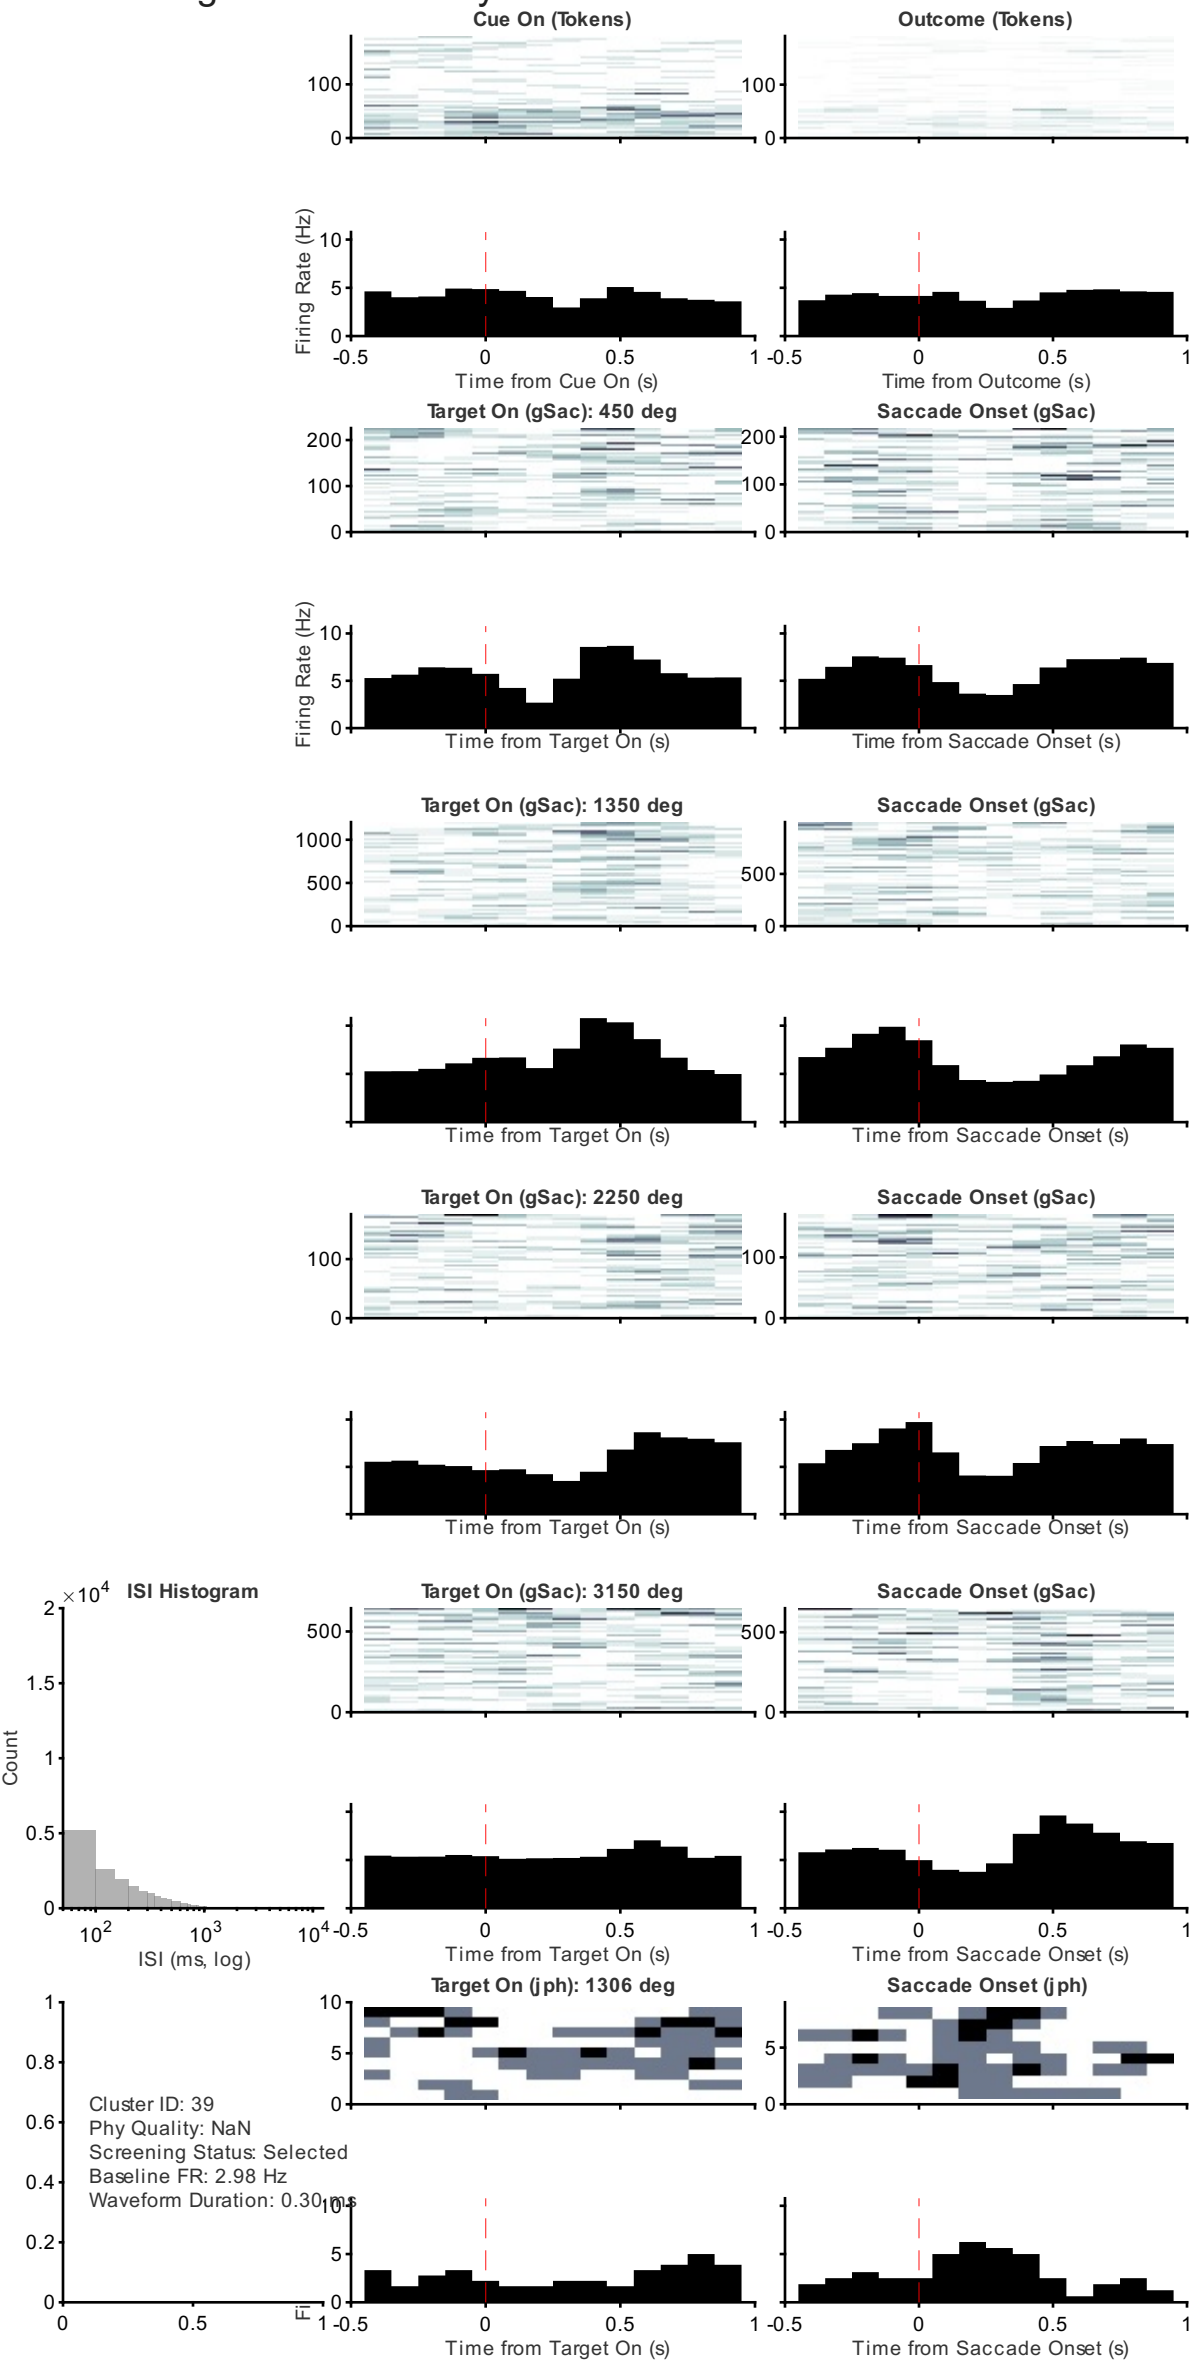 Cue On (Tokens)
Outcome (Tokens)
100
0
100
0
Firing Rate (Hz)
10
5
0
-0.5 0 0.5 1
-0.5 0 0.5 1
Time from Cue On (s)
Time from Outcome (s)
Target On (gSac): 450 deg
Saccade Onset (gSac)
200
100
0
200
100
0
Firing Rate (Hz)
10
5
0
Time from Target On (s)
Time from Saccade Onset (s)
Target On (gSac): 1350 deg
Saccade Onset (gSac)
1000
500
0
500
0
Time from Target On (s)
Time from Saccade Onset (s)
Target On (gSac): 2250 deg
Saccade Onset (gSac)
100
0
100
0
Time from Target On (s)
Time from Saccade Onset (s)
×10⁴
ISI Histogram
2
1.5
1
0.5
0
Count
10² 10³ 10⁴
ISI (ms, log)
Target On (gSac): 3150 deg
Saccade Onset (gSac)
500
0
500
0
-0.5 0 0.5 1
-0.5 0 0.5 1
Time from Target On (s)
Time from Saccade Onset (s)
1
0.8
0.6
0.4
0.2
0
0 0.5 1
Cluster ID: 39
Phy Quality: NaN
Screening Status: Selected
Baseline FR: 2.98 Hz
Waveform Duration: 0.30 ms
Target On (jph): 1306 deg
Saccade Onset (jph)
10
5
0
5
0
Fi
10
5
0
-0.5 0 0.5 1
-0.5 0 0.5 1
Time from Target On (s)
Time from Saccade Onset (s)